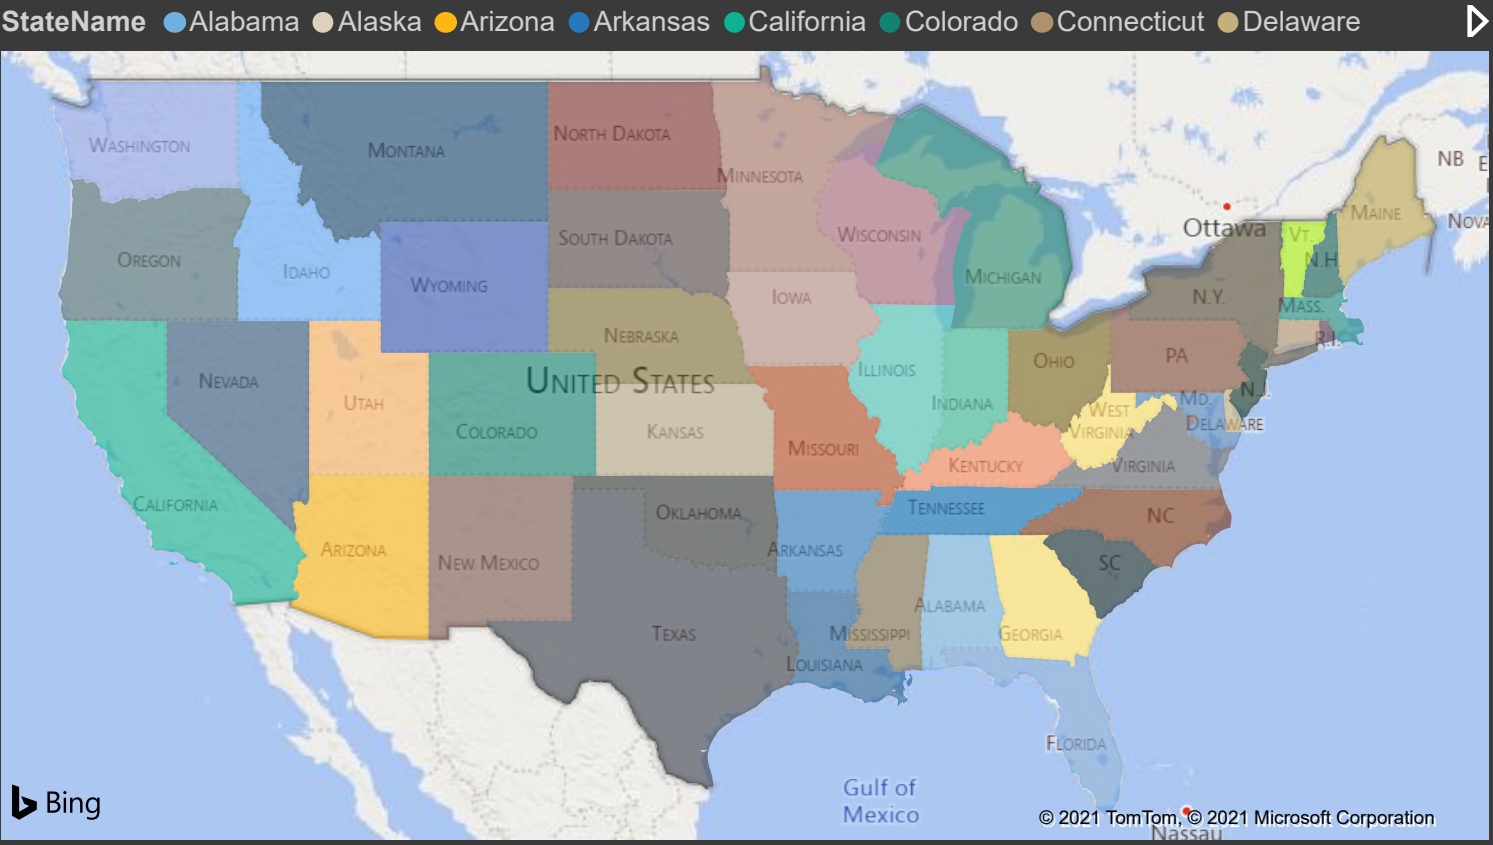 StateName Alabama Alaska Arizona Arkansas California Colorado Connecticut Delaware
WASHINGTON
MONTANA
NORTH DAKOTA
MINNESOTA
OREGON
IDAHO
WYOMING
SOUTH DAKOTA
WISCONSIN
MICHIGAN
Ottawa
VT.
N.H.
MAINE
NB
NOVA
IOWA
N.Y.
MASS.
R.I.
NEVADA
UTAH
NEBRASKA
UNITED STATES
COLORADO
KANSAS
ILLINOIS
INDIANA
OHIO
PA
N.J.
MD.
DELAWARE
WEST
VIRGINIA
VIRGINIA
MISSOURI
KENTUCKY
CALIFORNIA
ARIZONA
NEW MEXICO
OKLAHOMA
ARKANSAS
TENNESSEE
NC
SC
TEXAS
LOUISIANA
MISSISSIPPI
ALABAMA
GEORGIA
FLORIDA
Gulf of
Mexico
Bing
© 2021 TomTom, © 2021 Microsoft Corporation
Nassau